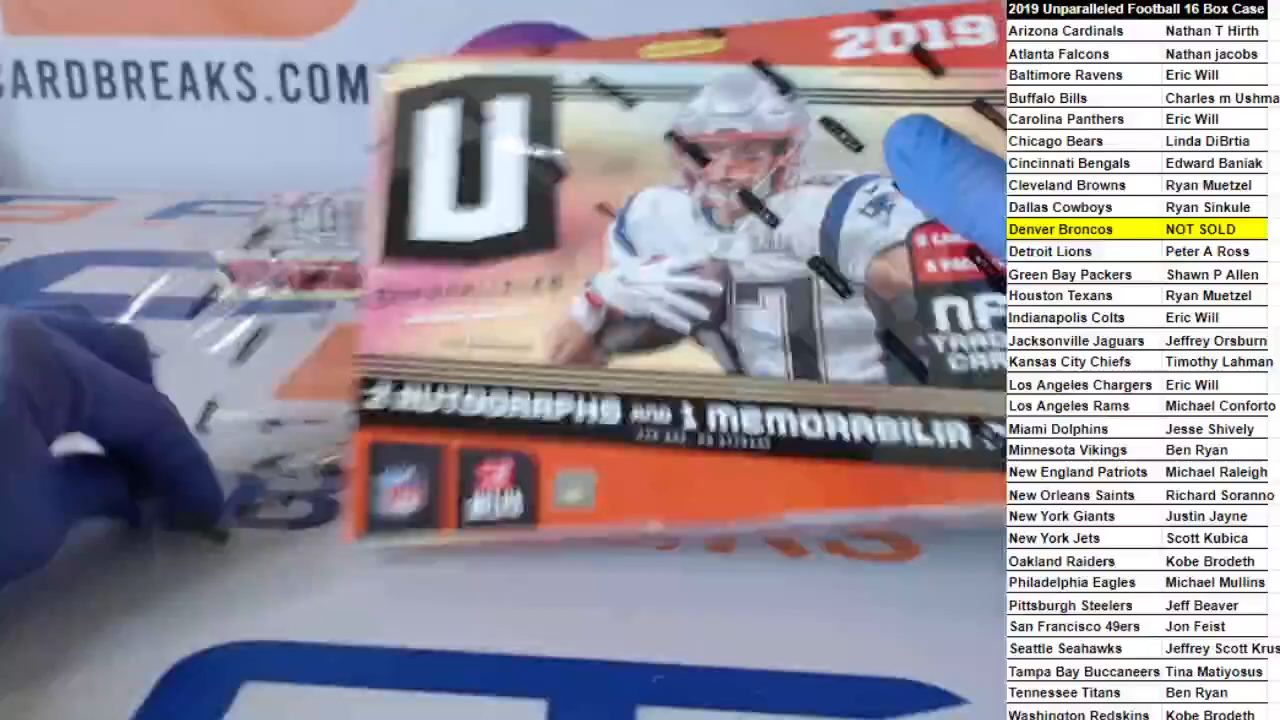 CARDBREAKS.COM
2019
U
2 AUTOGRAPHS AND 1 MEMORABILIA
NFL
2019 Unparalleled Football 16 Box Case
Arizona Cardinals Nathan T Hirth
Atlanta Falcons Nathan jacobs
Baltimore Ravens Eric Will
Buffalo Bills Charles m Ushma
Carolina Panthers Eric Will
Chicago Bears Linda DiBrtia
Cincinnati Bengals Edward Baniak
Cleveland Browns Ryan Muetzel
Dallas Cowboys Ryan Sinkule
Denver Broncos NOT SOLD
Detroit Lions Peter A Ross
Green Bay Packers Shawn P Allen
Houston Texans Ryan Muetzel
Indianapolis Colts Eric Will
Jacksonville Jaguars Jeffrey Orsburn
Kansas City Chiefs Timothy Lahman
Los Angeles Chargers Eric Will
Los Angeles Rams Michael Conforto
Miami Dolphins Jesse Shively
Minnesota Vikings Ben Ryan
New England Patriots Michael Raleigh
New Orleans Saints Richard Soranno
New York Giants Justin Jayne
New York Jets Scott Kubica
Oakland Raiders Kobe Brodeth
Philadelphia Eagles Michael Mullins
Pittsburgh Steelers Jeff Beaver
San Francisco 49ers Jon Feist
Seattle Seahawks Jeffrey Scott Krus
Tampa Bay Buccaneers Tina Matiyosus
Tennessee Titans Ben Ryan
Washington Redskins Kobe Brodeth